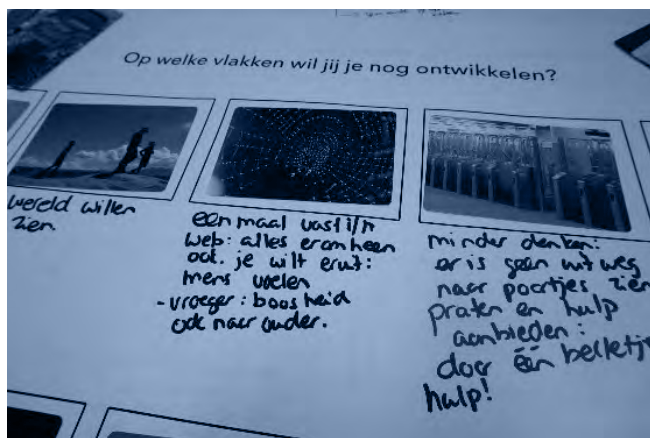 Op welke vlakken wil jij je nog ontwikkelen?
wereld willen
zien.
een maal vast i/h
web: alles eromheen
ook. je wilt eruit:
mens voelen
- vroeger: boosheid
ook naar ouder.
minder denken:
er is geen uitweg
naar poortjes zien
praten en hulp
aanbieden:
door één belletje
hulp!